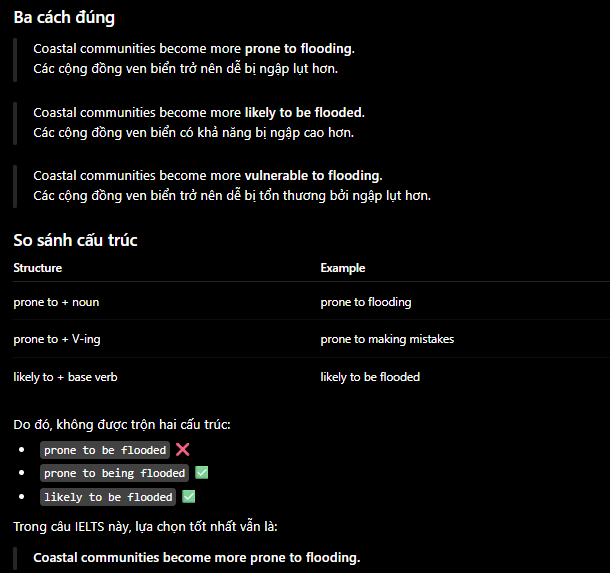 Ba cách đúng
Coastal communities become more prone to flooding.
Các cộng đồng ven biển trở nên dễ bị ngập lụt hơn.
Coastal communities become more likely to be flooded.
Các cộng đồng ven biển có khả năng bị ngập cao hơn.
Coastal communities become more vulnerable to flooding.
Các cộng đồng ven biển trở nên dễ bị tổn thương bởi ngập lụt hơn.
So sánh cấu trúc
Structure Example
prone to + noun prone to flooding
prone to + V-ing prone to making mistakes
likely to + base verb likely to be flooded
Do đó, không được trộn hai cấu trúc:
prone to be flooded ❌
prone to being flooded ✅
likely to be flooded ✅
Trong câu IELTS này, lựa chọn tốt nhất vẫn là:
Coastal communities become more prone to flooding.